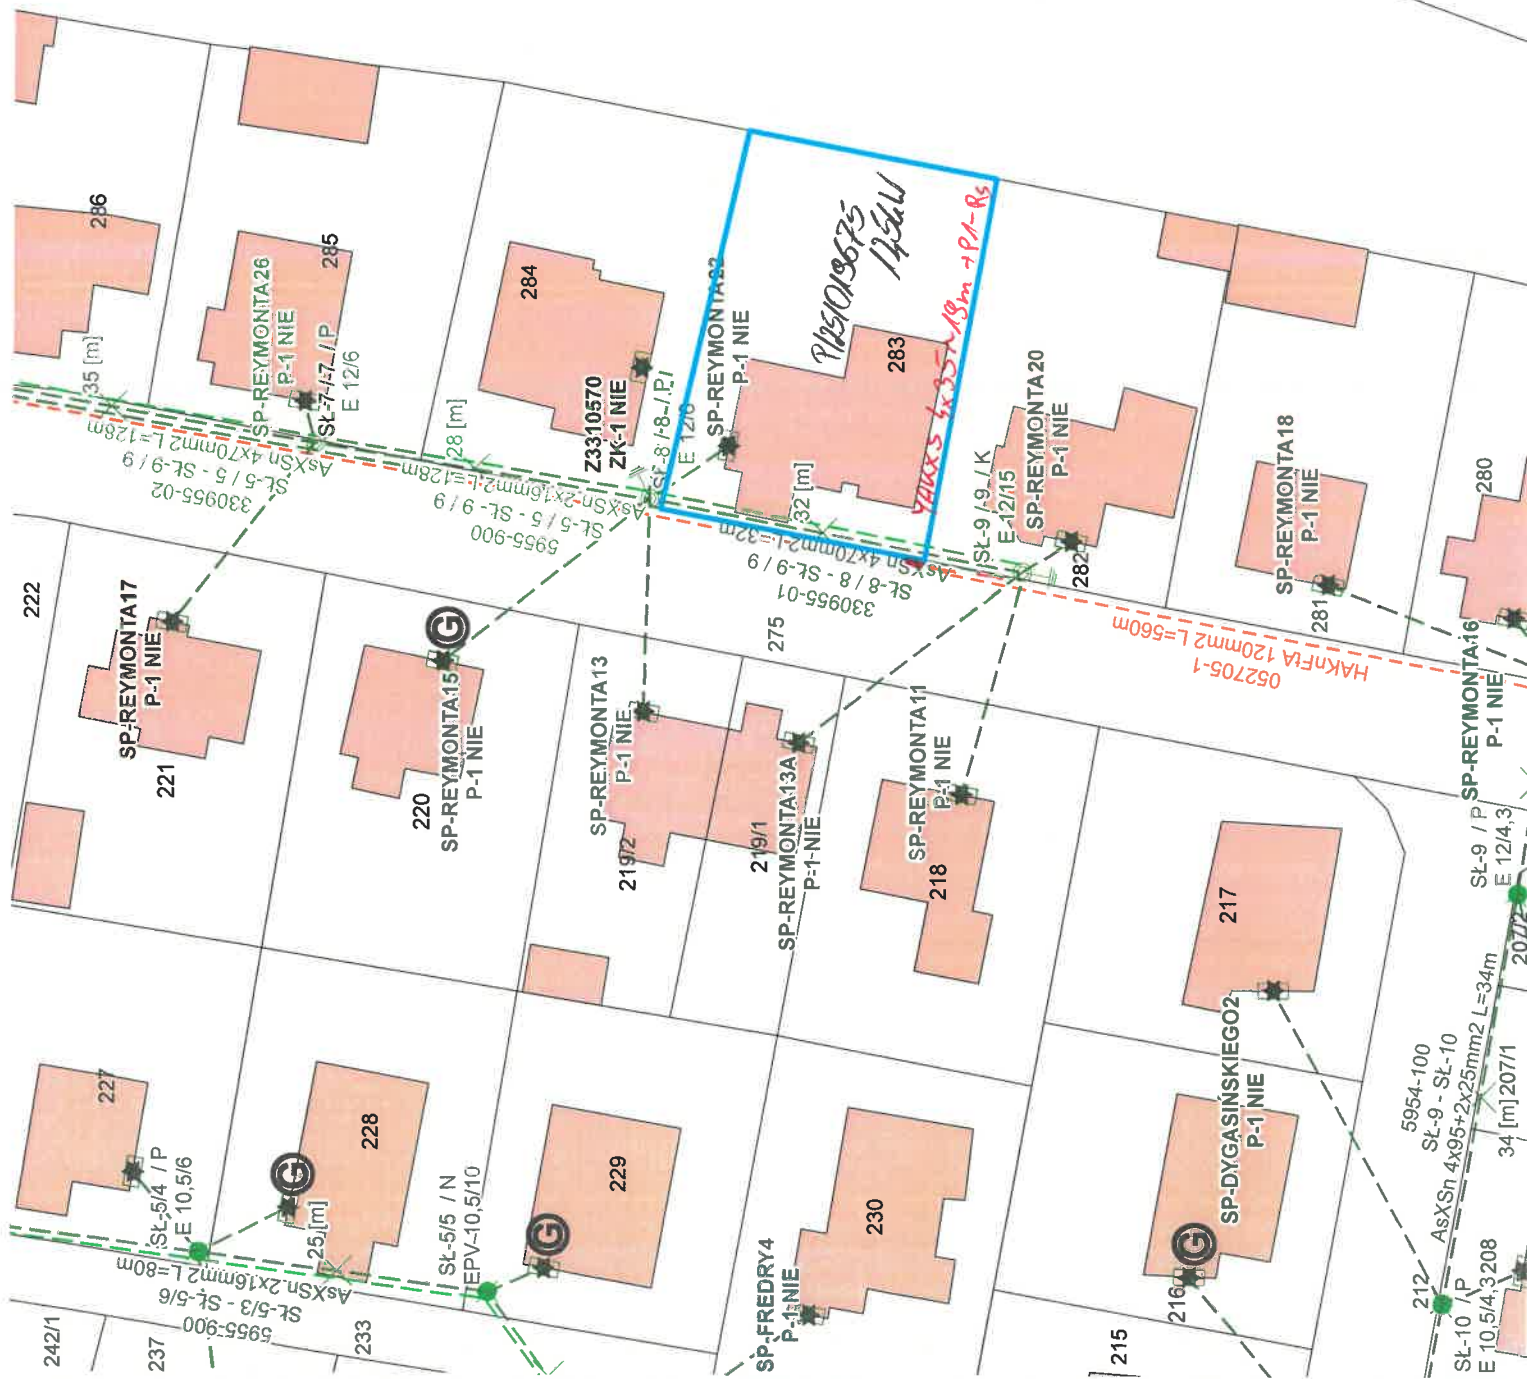 286
SP-REYMONTA26
P-1 NIE
285
SŁ-7-/-7- / P
E 12/6
35 [m]
AsXSn 4x70mm2 L=128m
SŁ-5 / 5 - SŁ-9 / 9
330955-02
284
28 [m]
Z3310570
ZK-1 NIE
AsXSn 2x16mm2 L=128m
SŁ-5 / 5 - SŁ- 9 / 9
5955-900
SP-REYMONTA22
P-1 NIE
283
32 [m]
AsXSn 4x70mm2 L=32m
SŁ-8 / 8 - SŁ-9 / 9
330955-01
SŁ-9 / -9 / K
E-12/15
SP-REYMONTA20
P-1 NIE
282
SP-REYMONTA18
P-1 NIE
281
280
HAKnFtA 120mm2 L=560m
052705-1
SP-REYMONTA16
P-1 NIE
222
SP-REYMONTA17
P-1 NIE
221
G
220
SP-REYMONTA15
P-1 NIE
SP-REYMONTA13
P-1 NIE
219/2
275
219/1
SP-REYMONTA13A
P-1-NIE
SP-REYMONTA11
P-1 NIE
218
217
SŁ-9 / P
E 12/4,3
207/2
227
SŁ-5/4 / P
E 10,5/6
G
228
25 [m]
AsXSn 2x16mm2 L=80m
SŁ-5/3 - SŁ-5/6
5955-900
242/1
237
233
SŁ-5/5 / N
EPV-10,5/10
G
229
230
SP-FREDRY4
P-1 NIE
SP-DYGASIŃSKIEGO2
P-1 NIE
G
216
215
5954-100
SŁ-9 - SŁ-10
AsXSn 4x95+2x25mm2 L=34m
34 [m]
207/1
212
208
SŁ-10 / P
E 10,5/4,3